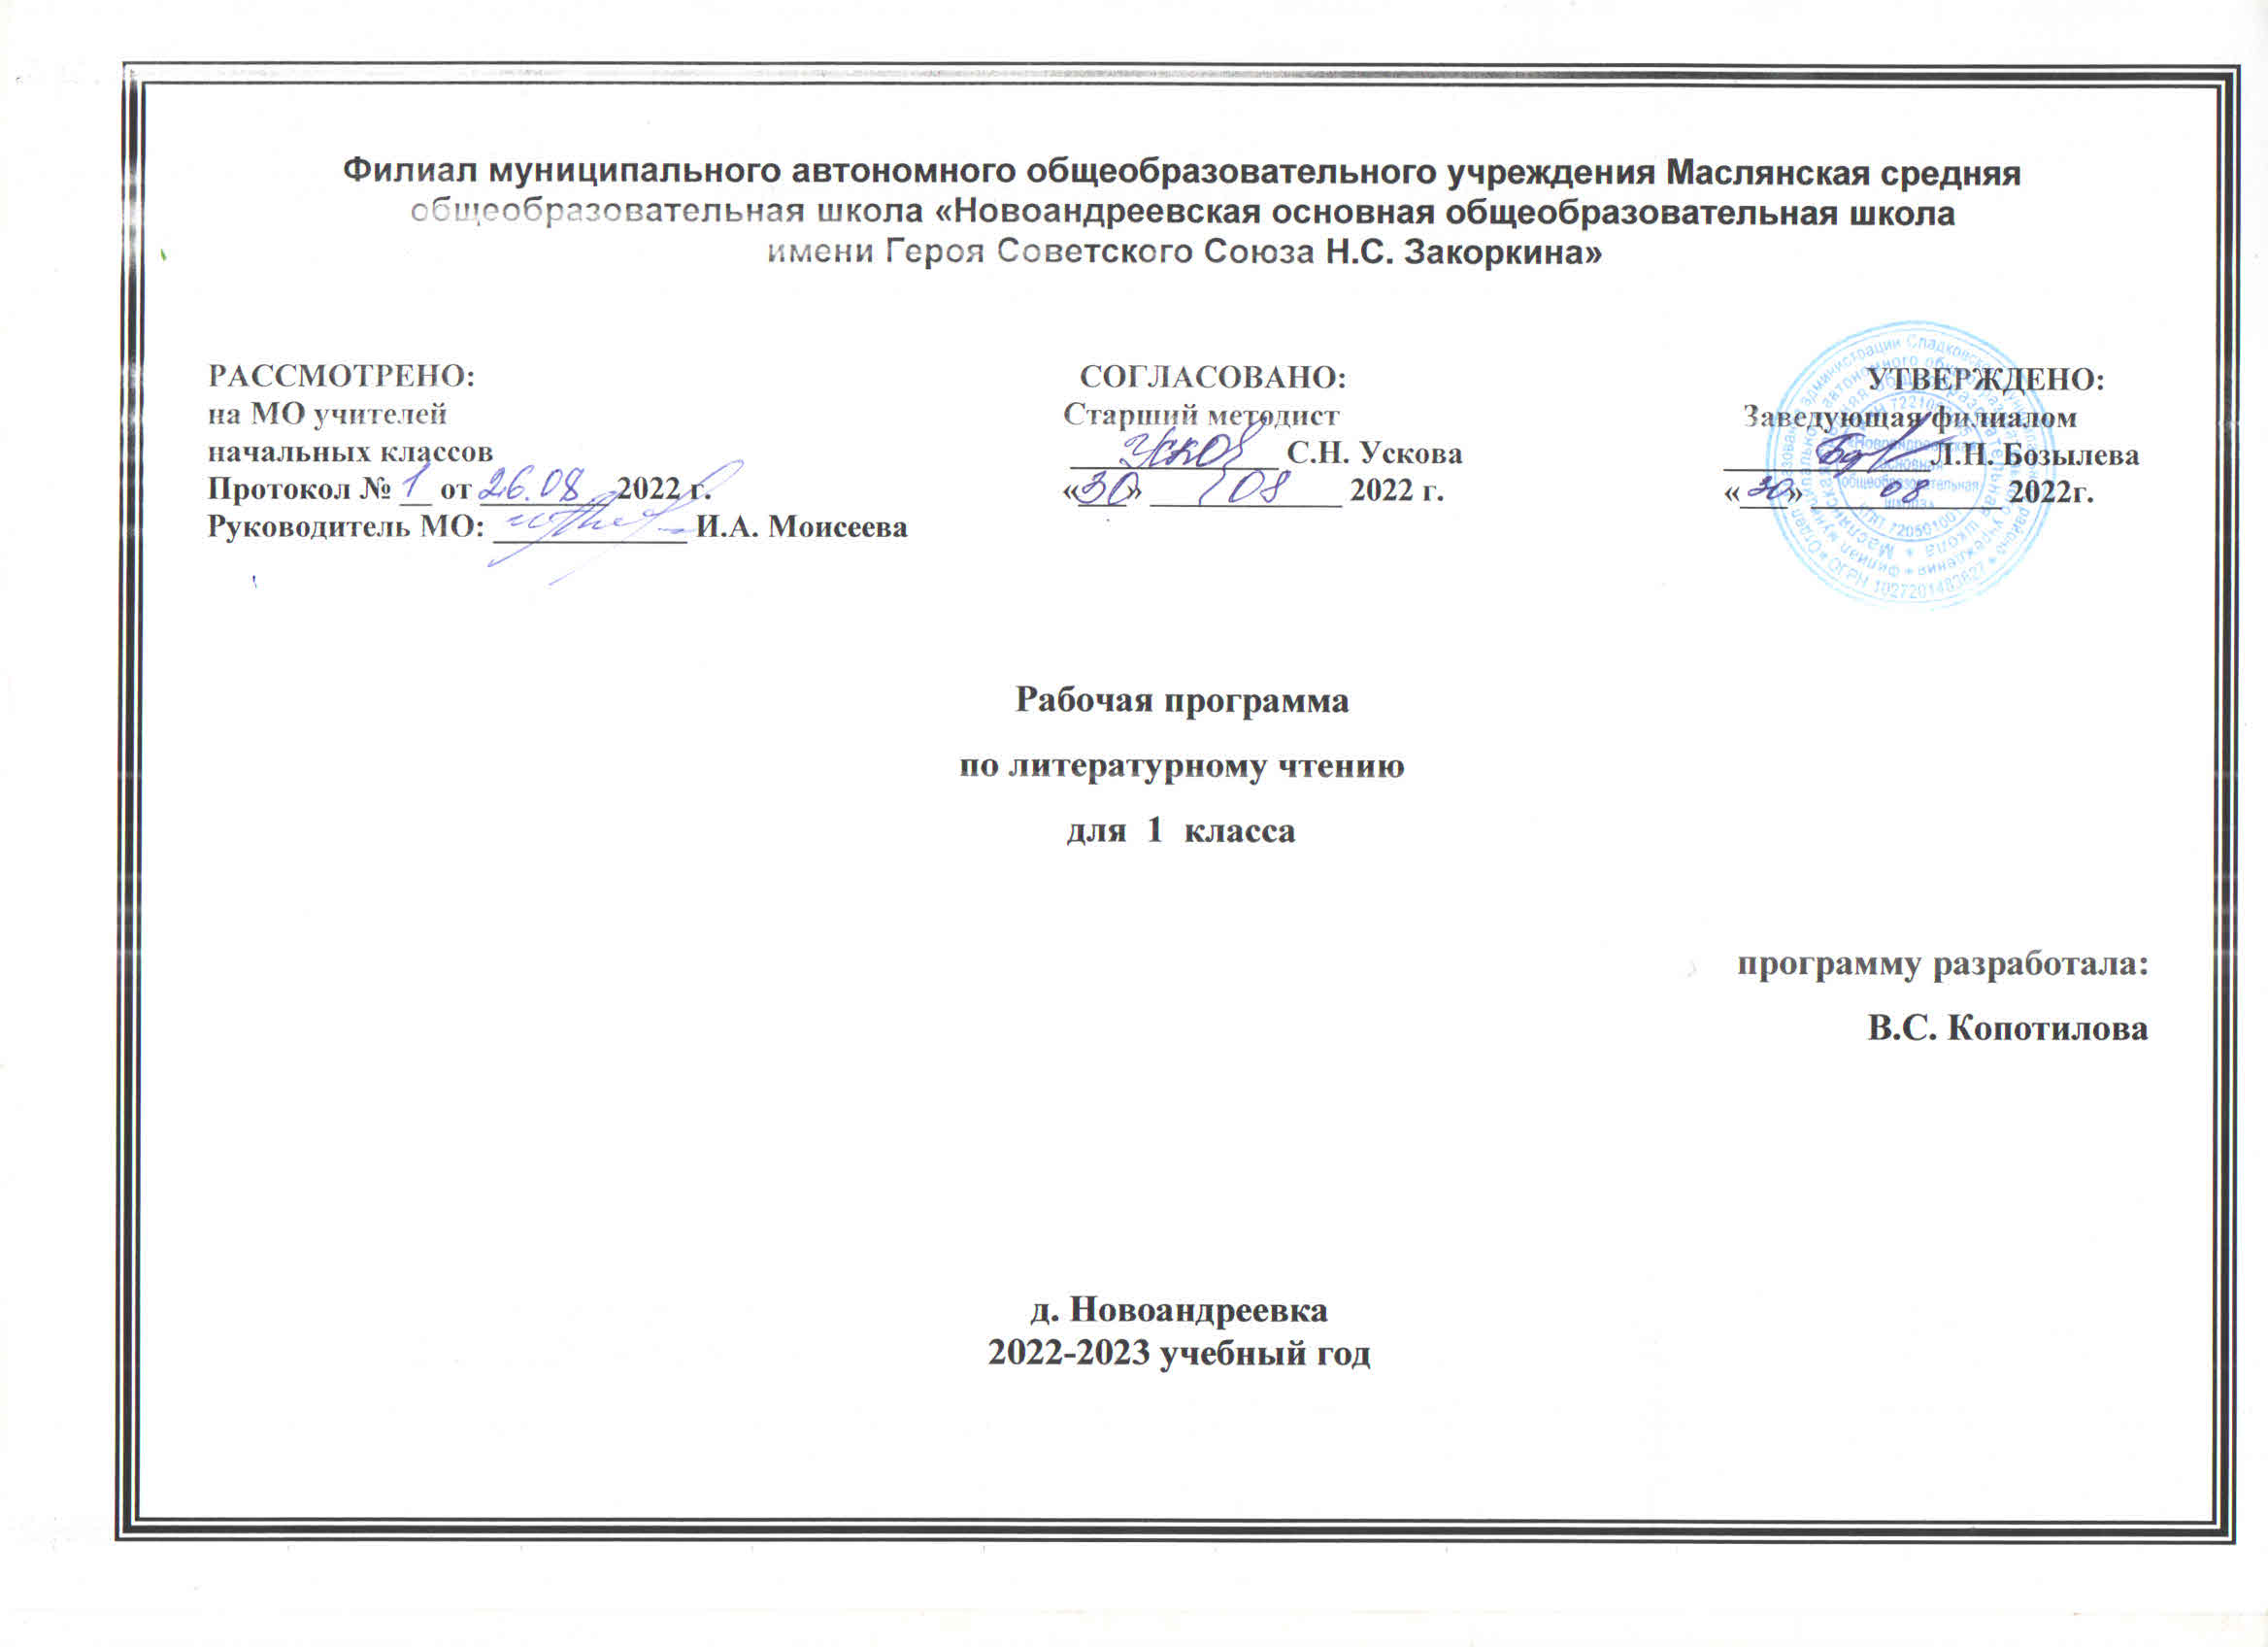 Филиал муниципального автономного общеобразовательного учреждения Маслянская средняя
общеобразовательная школа «Новоандреевская основная общеобразовательная школа
имени Героя Советского Союза Н.С. Закоркина»
РАССМОТРЕНО:
на МО учителей
начальных классов
Протокол № 1 от 26.08. 2022 г.
Руководитель МО: И.А. Моисеева
СОГЛАСОВАНО:
Старший методист
С.Н. Ускова
«30» 08 2022 г.
УТВЕРЖДЕНО:
Заведующая филиалом
Л.П. Бозылева
«30» 08 2022г.
Рабочая программа
по литературному чтению
для 1 класса
программу разработала:
В.С. Копотилова
д. Новоандреевка
2022-2023 учебный год